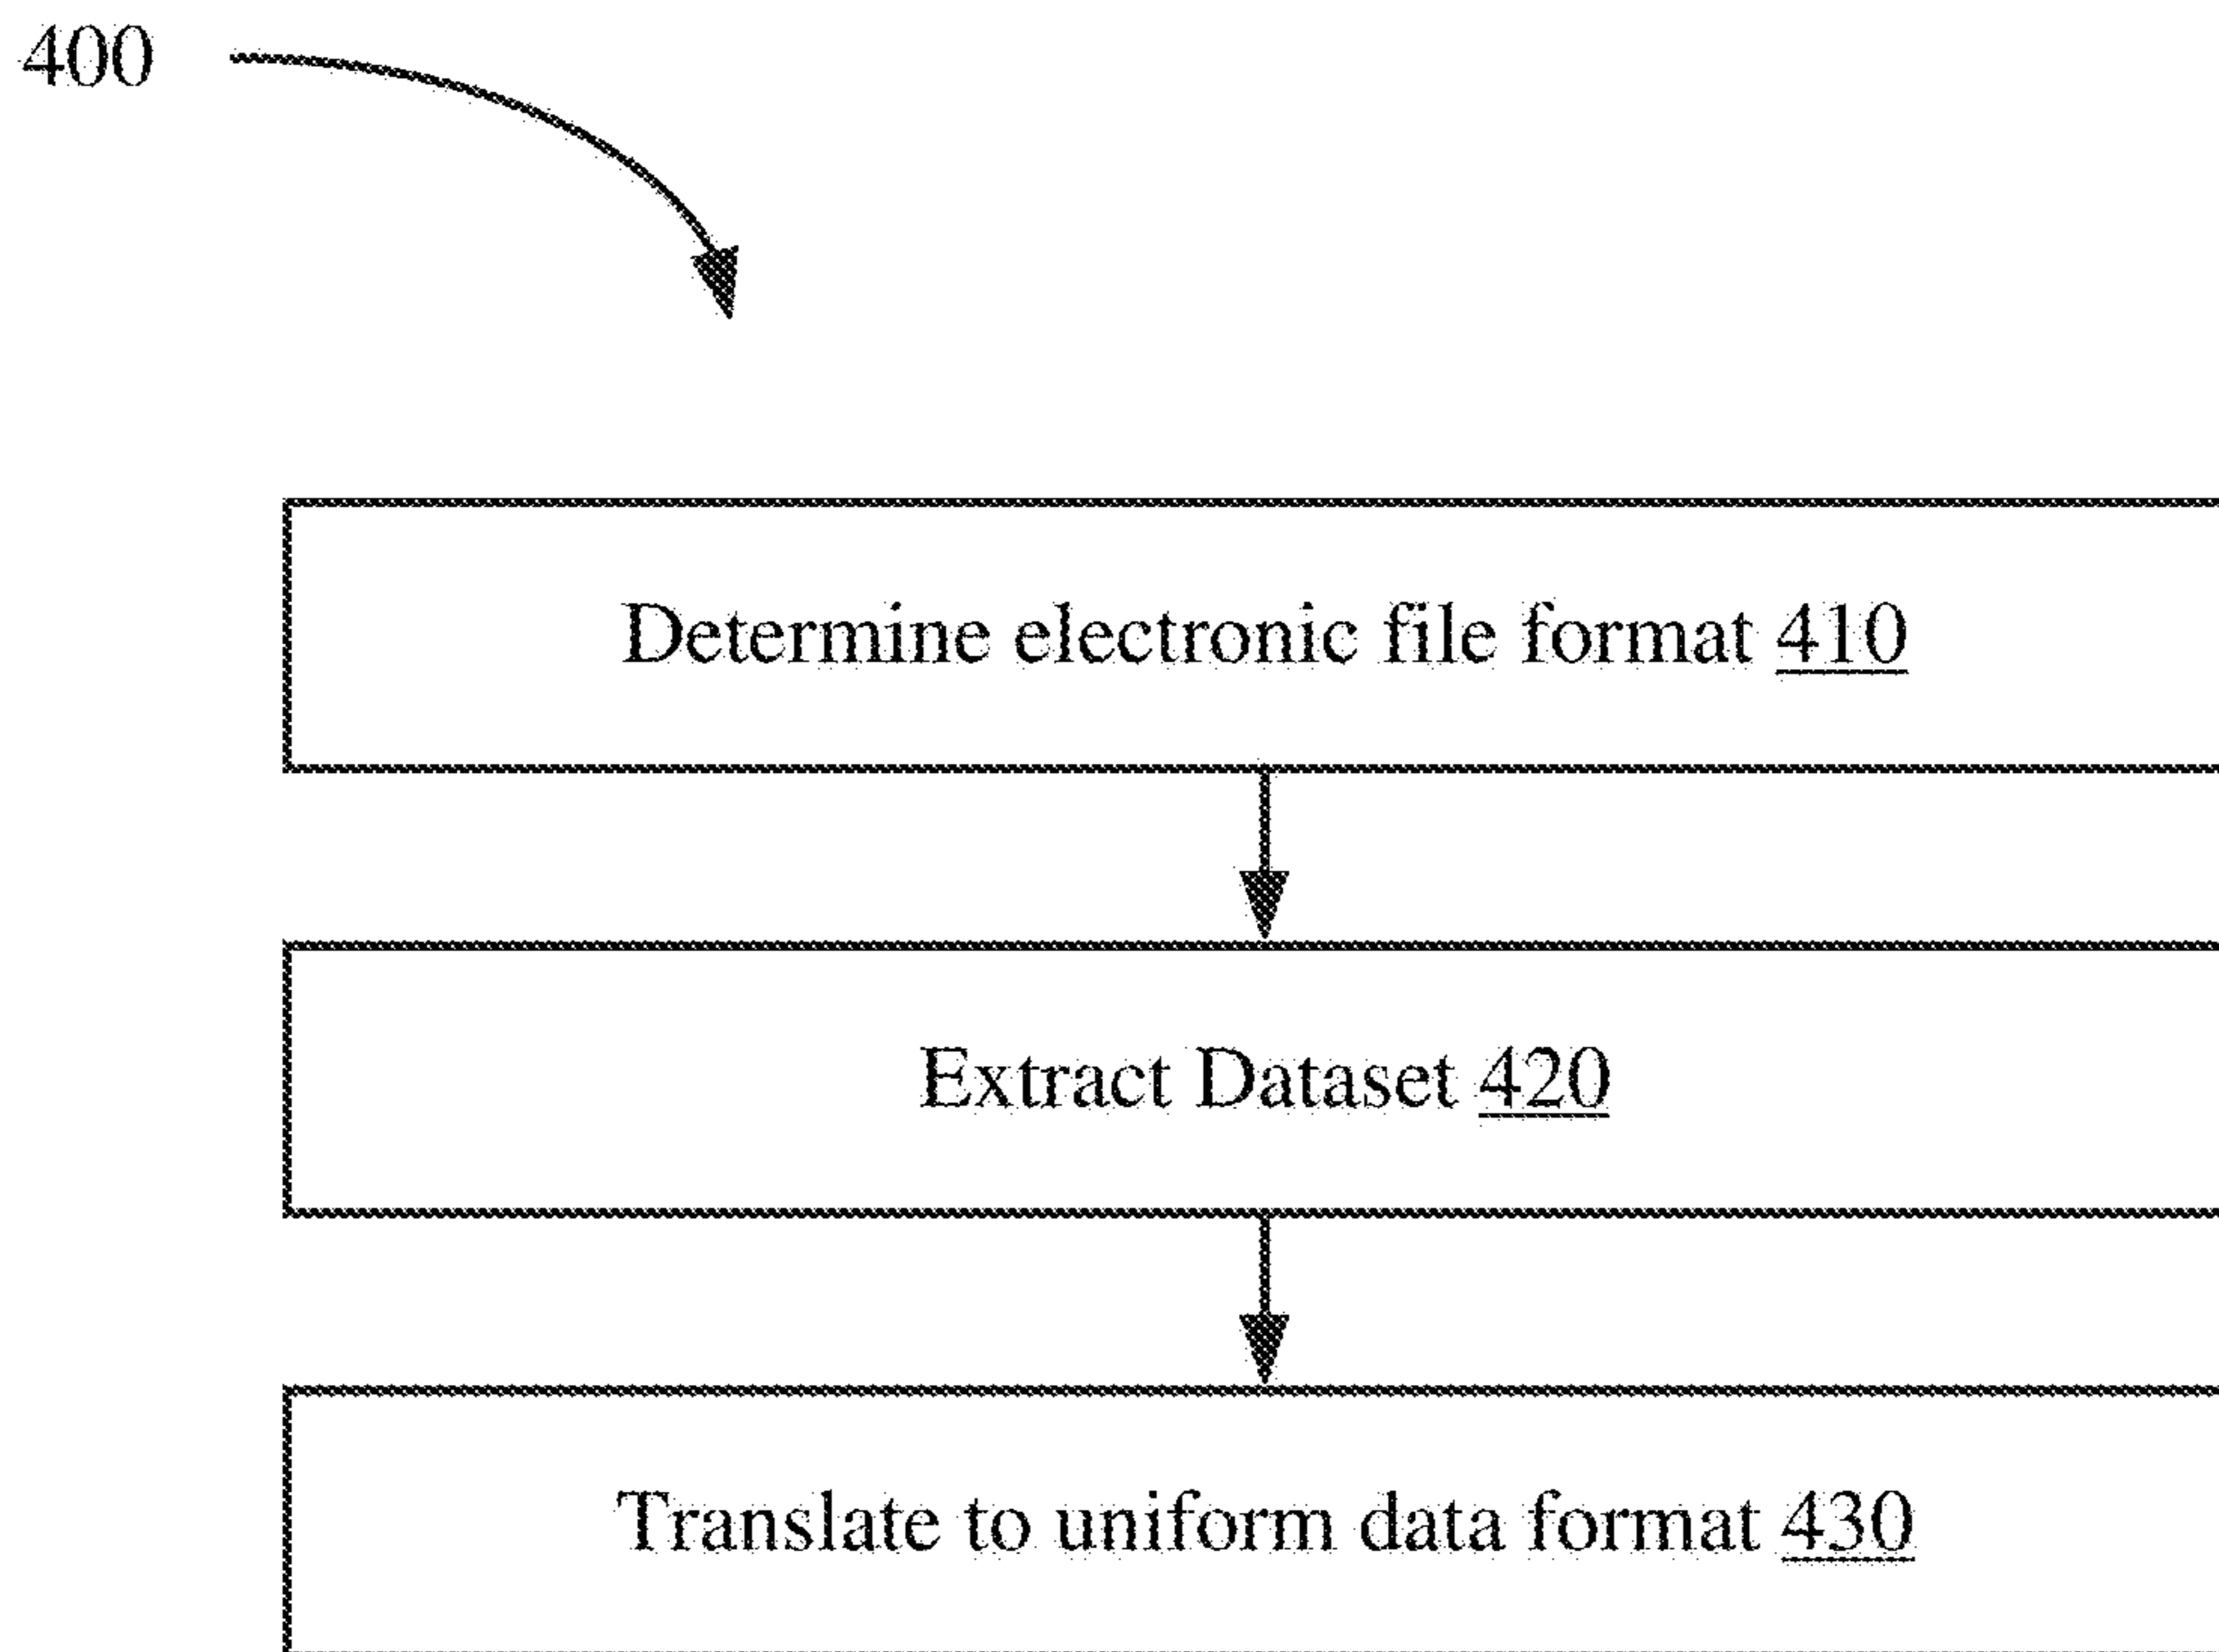 400
Determine electronic file format 410
Extract Dataset 420
Translate to uniform data format 430